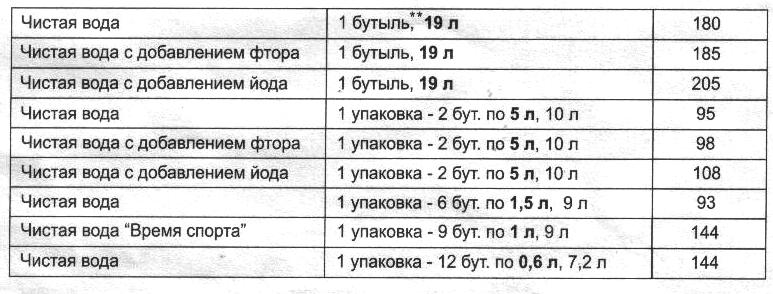 Чистая вода 1 бутыль,** 19 л 180
Чистая вода с добавлением фтора 1 бутыль, 19 л 185
Чистая вода с добавлением йода 1 бутыль, 19 л 205
Чистая вода 1 упаковка - 2 бут. по 5 л, 10 л 95
Чистая вода с добавлением фтора 1 упаковка - 2 бут. по 5 л, 10 л 98
Чистая вода с добавлением йода 1 упаковка - 2 бут. по 5 л, 10 л 108
Чистая вода 1 упаковка - 6 бут. по 1,5 л, 9 л 93
Чистая вода “Время спорта” 1 упаковка - 9 бут. по 1 л, 9 л 144
Чистая вода 1 упаковка - 12 бут. по 0,6 л, 7,2 л 144